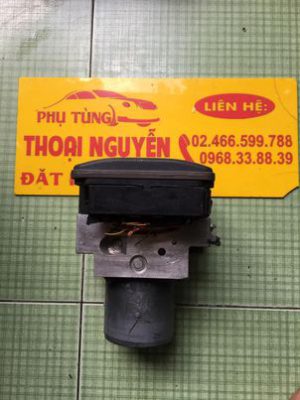 PHỤ TÙNG
LIÊN HỆ:
THOẠI NGUYỄN
02.466.599.788
0968.33.88.39
ĐẶT